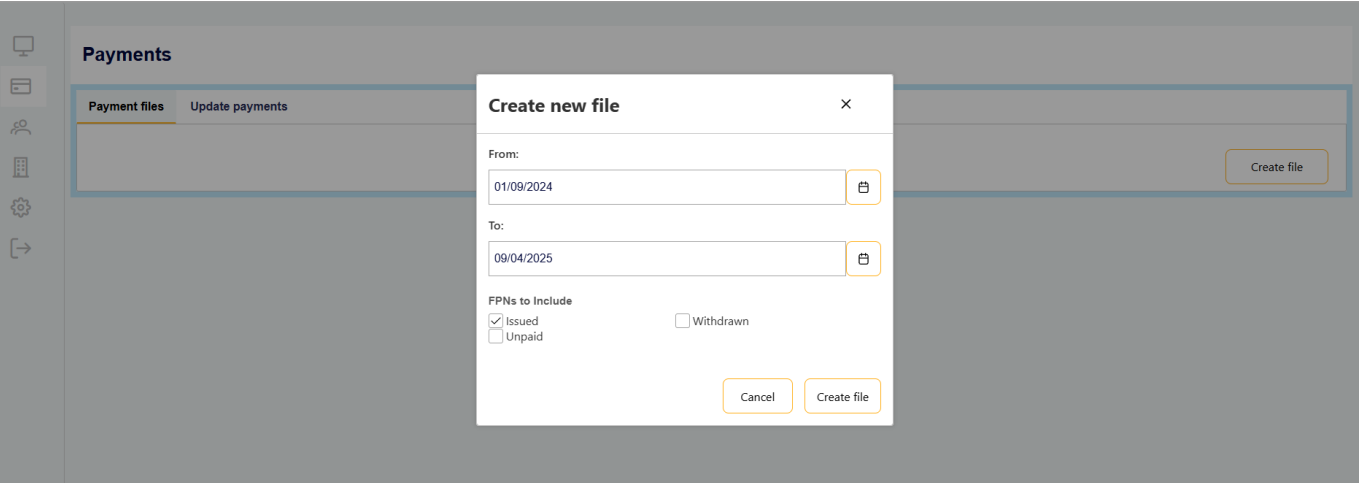 Payments
Payment files Update payments
Create file
Create new file
From:
01/09/2024
To:
09/04/2025
FPNs to Include
Issued Withdrawn
Unpaid
Cancel Create file